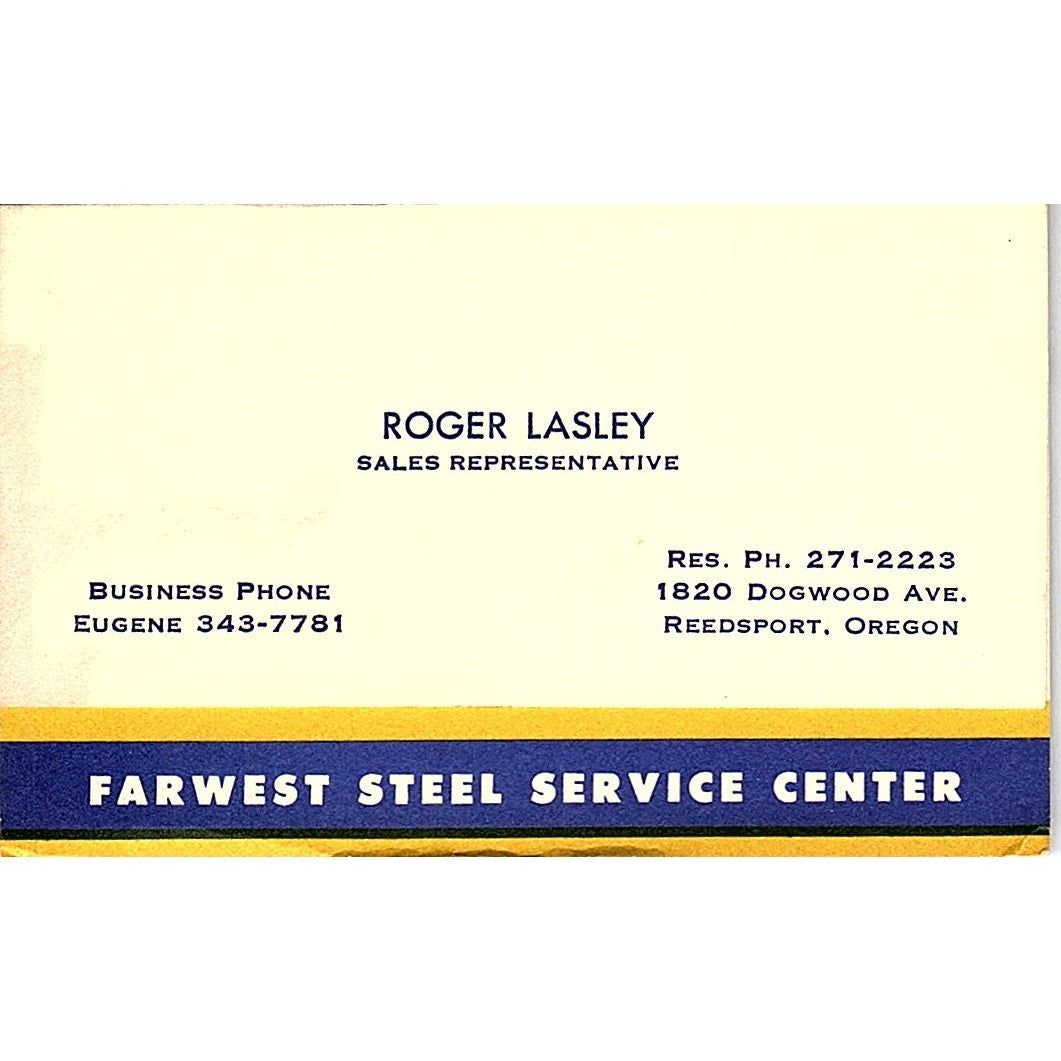 ROGER LASLEY
SALES REPRESENTATIVE
BUSINESS PHONE
EUGENE 343-7781
RES. PH. 271-2223
1820 DOGWOOD AVE.
REEDSPORT, OREGON
FARWEST STEEL SERVICE CENTER